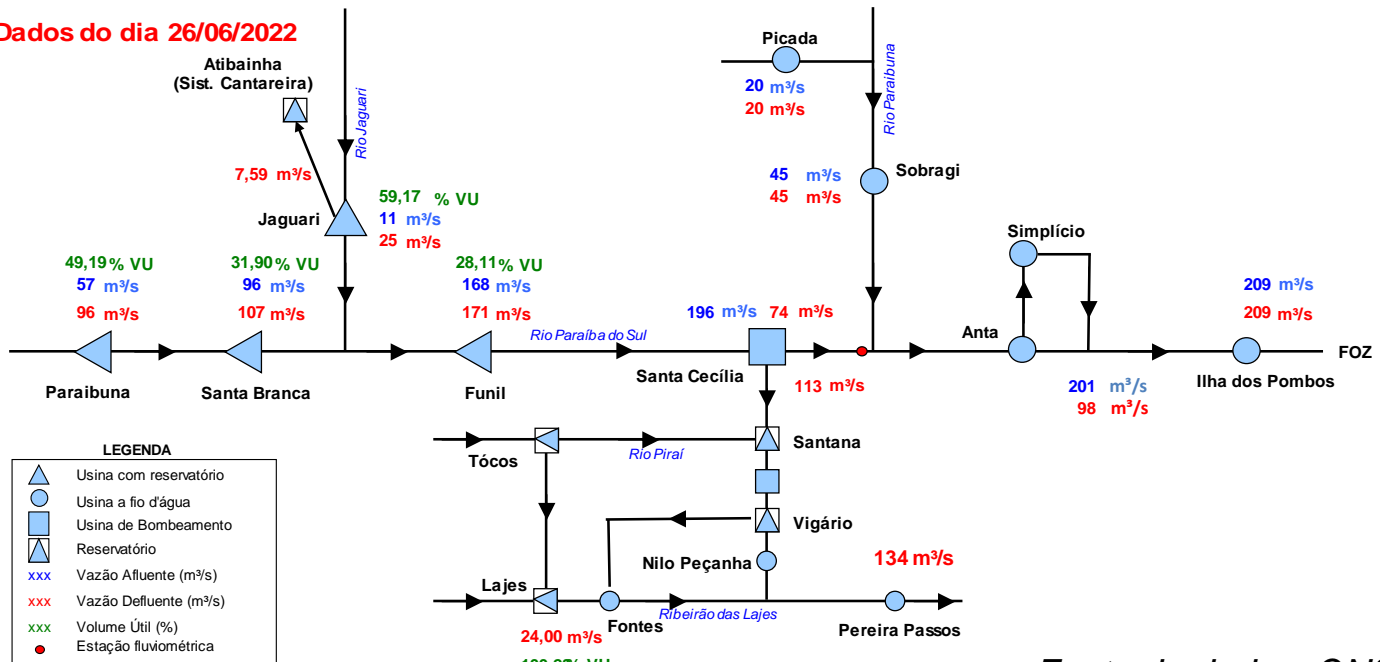 Dados do dia 26/06/2022
Atibainha
(Sist. Cantareira)
Rio Jaguari
7,59 m³/s
Jaguari
59,17 % VU
11 m³/s
25 m³/s
Picada
20 m³/s
20 m³/s
Rio Paraibuna
45 m³/s
45 m³/s
Sobragi
Simplício
49,19 % VU
57 m³/s
96 m³/s
31,90 % VU
96 m³/s
107 m³/s
28,11 % VU
168 m³/s
171 m³/s
196 m³/s 74 m³/s
209 m³/s
209 m³/s
Rio Paraíba do Sul
Anta
FOZ
Paraibuna
Santa Branca
Funil
Santa Cecília
113 m³/s
201 m³/s
98 m³/s
Ilha dos Pombos
Tócos
Rio Piraí
Santana
Vigário
Nilo Peçanha
134 m³/s
Lajes
Fontes
Ribeirão das Lajes
Pereira Passos
24,00 m³/s
% VU
LEGENDA
Usina com reservatório
Usina a fio d'água
Usina de Bombeamento
Reservatório
xxx Vazão Afluente (m³/s)
xxx Vazão Defluente (m³/s)
xxx Volume Útil (%)
Estação fluviométrica